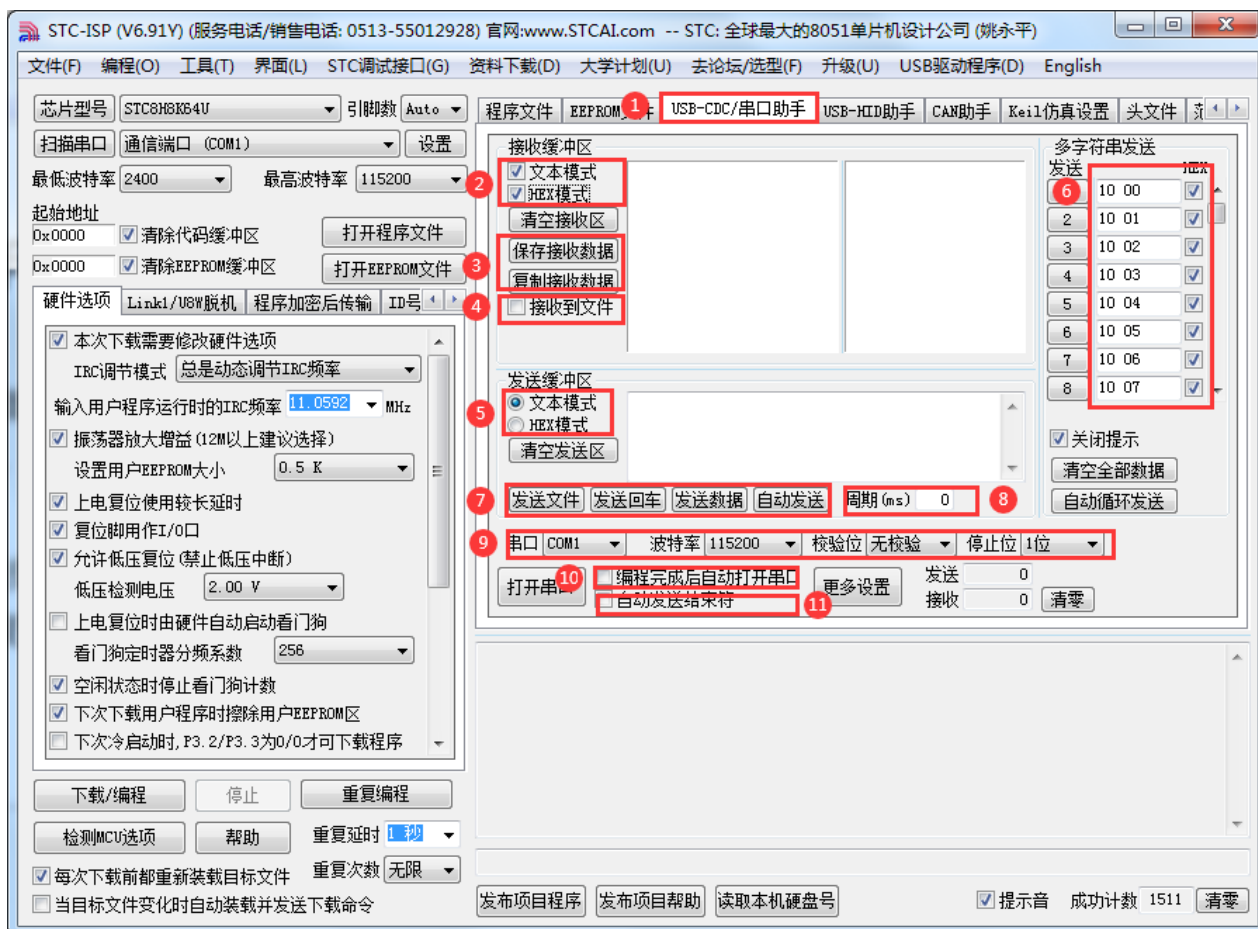 STC-ISP (V6.91Y) (服务电话/销售电话: 0513-55012928) 官网:www.STCAI.com -- STC: 全球最大的8051单片机设计公司 (姚永平)
文件(F) 编程(O) 工具(T) 界面(L) STC调试接口(G) 资料下载(D) 大学计划(U) 去论坛/选型(F) 升级(U) USB驱动程序(D) English
芯片型号 STC8H8K64U 引脚数 Auto
扫描串口 通信端口 (COM1) 设置
最低波特率 2400 最高波特率 115200
起始地址
0x0000 清除代码缓冲区 打开程序文件
0x0000 清除EEPROM缓冲区 打开EEPROM文件
硬件选项 Link1/U8W脱机 程序加密后传输 ID号
本次下载需要修改硬件选项
IRC调节模式 总是动态调节IRC频率
输入用户程序运行时的IRC频率 11.0592 MHz
振荡器放大增益(12M以上建议选择)
设置用户EEPROM大小 0.5 K
上电复位使用较长延时
复位脚用作I/O口
允许低压复位(禁止低压中断)
低压检测电压 2.00 V
上电复位时由硬件自动启动看门狗
看门狗定时器分频系数 256
空闲状态时停止看门狗计数
下次下载用户程序时擦除用户EEPROM区
下次冷启动时,P3.2/P3.3为0/0才可下载程序
下载/编程 停止 重复编程
检测MCU选项 帮助 重复延时 1 秒
每次下载前都重新装载目标文件 重复次数 无限
当目标文件变化时自动装载并发送下载命令
程序文件 EEPROM文件 1 USB-CDC/串口助手 USB-HID助手 CAN助手 Keil仿真设置 头文件
接收缓冲区
2 文本模式
HEX模式
清空接收区
3 保存接收数据
复制接收数据
4 接收到文件
多字符串发送
发送 HEX
6 10 00
2 10 01
3 10 02
4 10 03
5 10 04
6 10 05
7 10 06
8 10 07
发送缓冲区
5 文本模式
HEX模式
清空发送区
关闭提示
清空全部数据
自动循环发送
7 发送文件 发送回车 发送数据 自动发送 周期(ms) 0 8
9 串口 COM1 波特率 115200 校验位 无校验 停止位 1位
打开串口 10 编程完成后自动打开串口 更多设置 发送 0
自动发送结束符 11 接收 0 清零
发布项目程序 发布项目帮助 读取本机硬盘号 提示音 成功计数 1511 清零